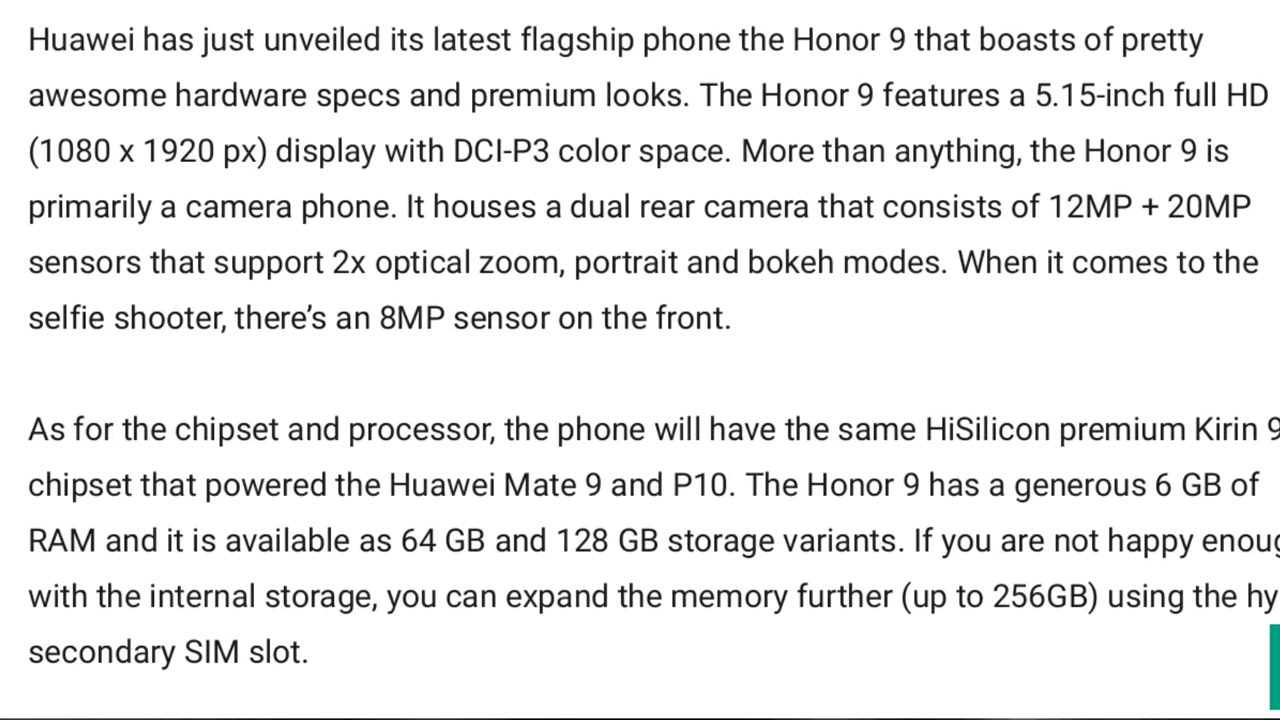 Huawei has just unveiled its latest flagship phone the Honor 9 that boasts of pretty
awesome hardware specs and premium looks. The Honor 9 features a 5.15-inch full HD
(1080 x 1920 px) display with DCI-P3 color space. More than anything, the Honor 9 is
primarily a camera phone. It houses a dual rear camera that consists of 12MP + 20MP
sensors that support 2x optical zoom, portrait and bokeh modes. When it comes to the
selfie shooter, there’s an 8MP sensor on the front.
As for the chipset and processor, the phone will have the same HiSilicon premium Kirin
chipset that powered the Huawei Mate 9 and P10. The Honor 9 has a generous 6 GB of
RAM and it is available as 64 GB and 128 GB storage variants. If you are not happy
with the internal storage, you can expand the memory further (up to 256GB) using the
secondary SIM slot.